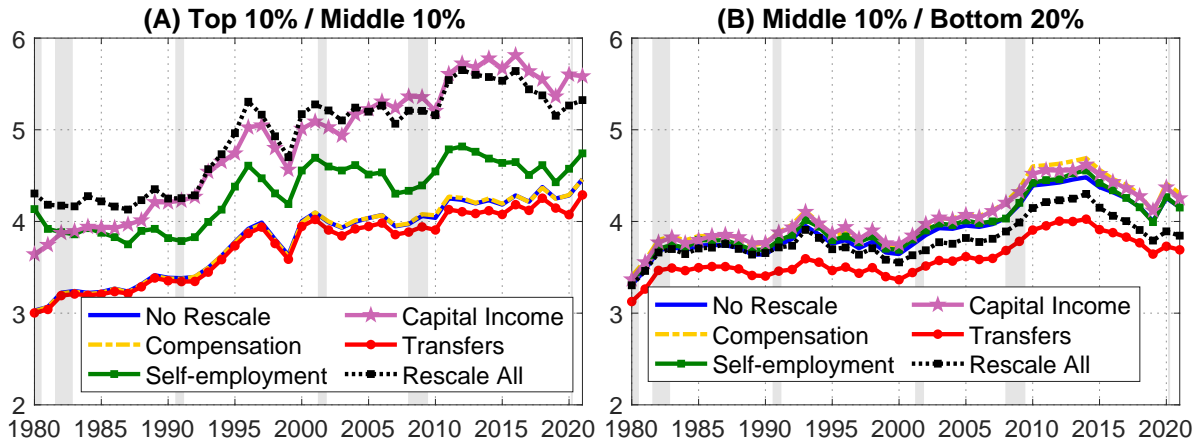 (A) Top 10% / Middle 10%
6
5
4
3
2
1980 1985 1990 1995 2000 2005 2010 2015 2020
No Rescale
Compensation
Self-employment
Capital Income
Transfers
Rescale All
(B) Middle 10% / Bottom 20%
6
5
4
3
2
1980 1985 1990 1995 2000 2005 2010 2015 2020
No Rescale
Compensation
Self-employment
Capital Income
Transfers
Rescale All